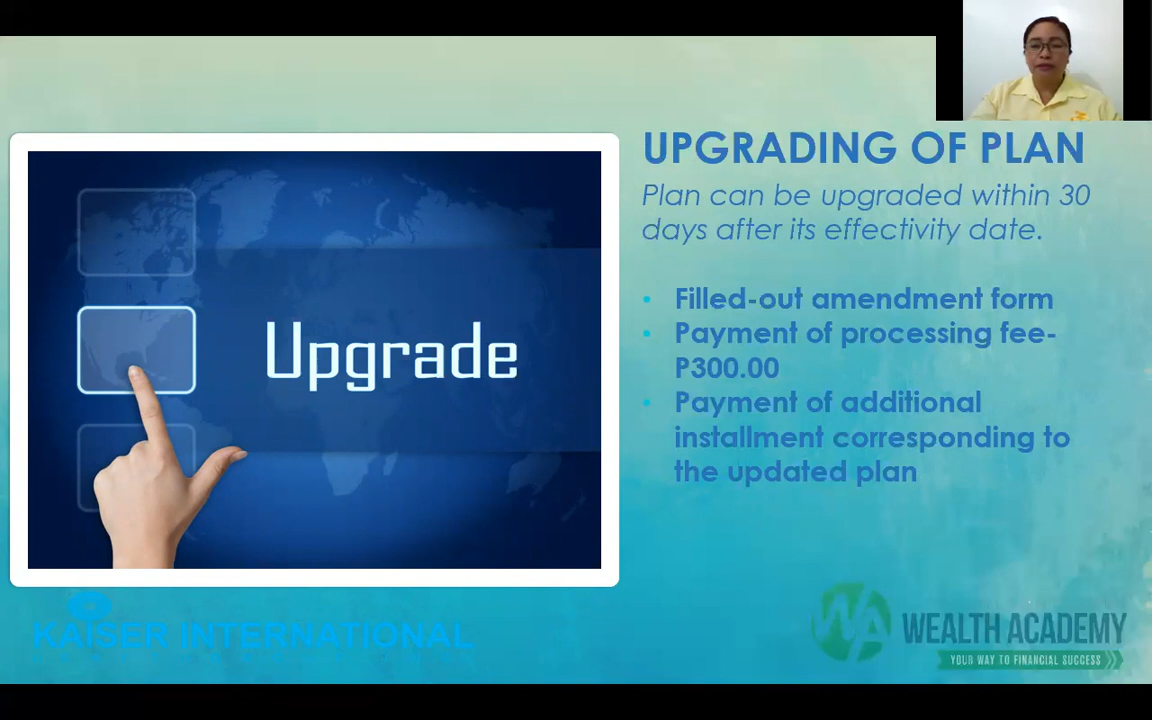 UPGRADING OF PLAN
Plan can be upgraded within 30
days after its effectivity date.
• Filled-out amendment form
• Payment of processing fee-
P300.00
• Payment of additional
installment corresponding to
the updated plan
Upgrade
KAISER INTERNATIONAL
WA
WEALTH ACADEMY
YOUR WAY TO FINANCIAL SUCCESS